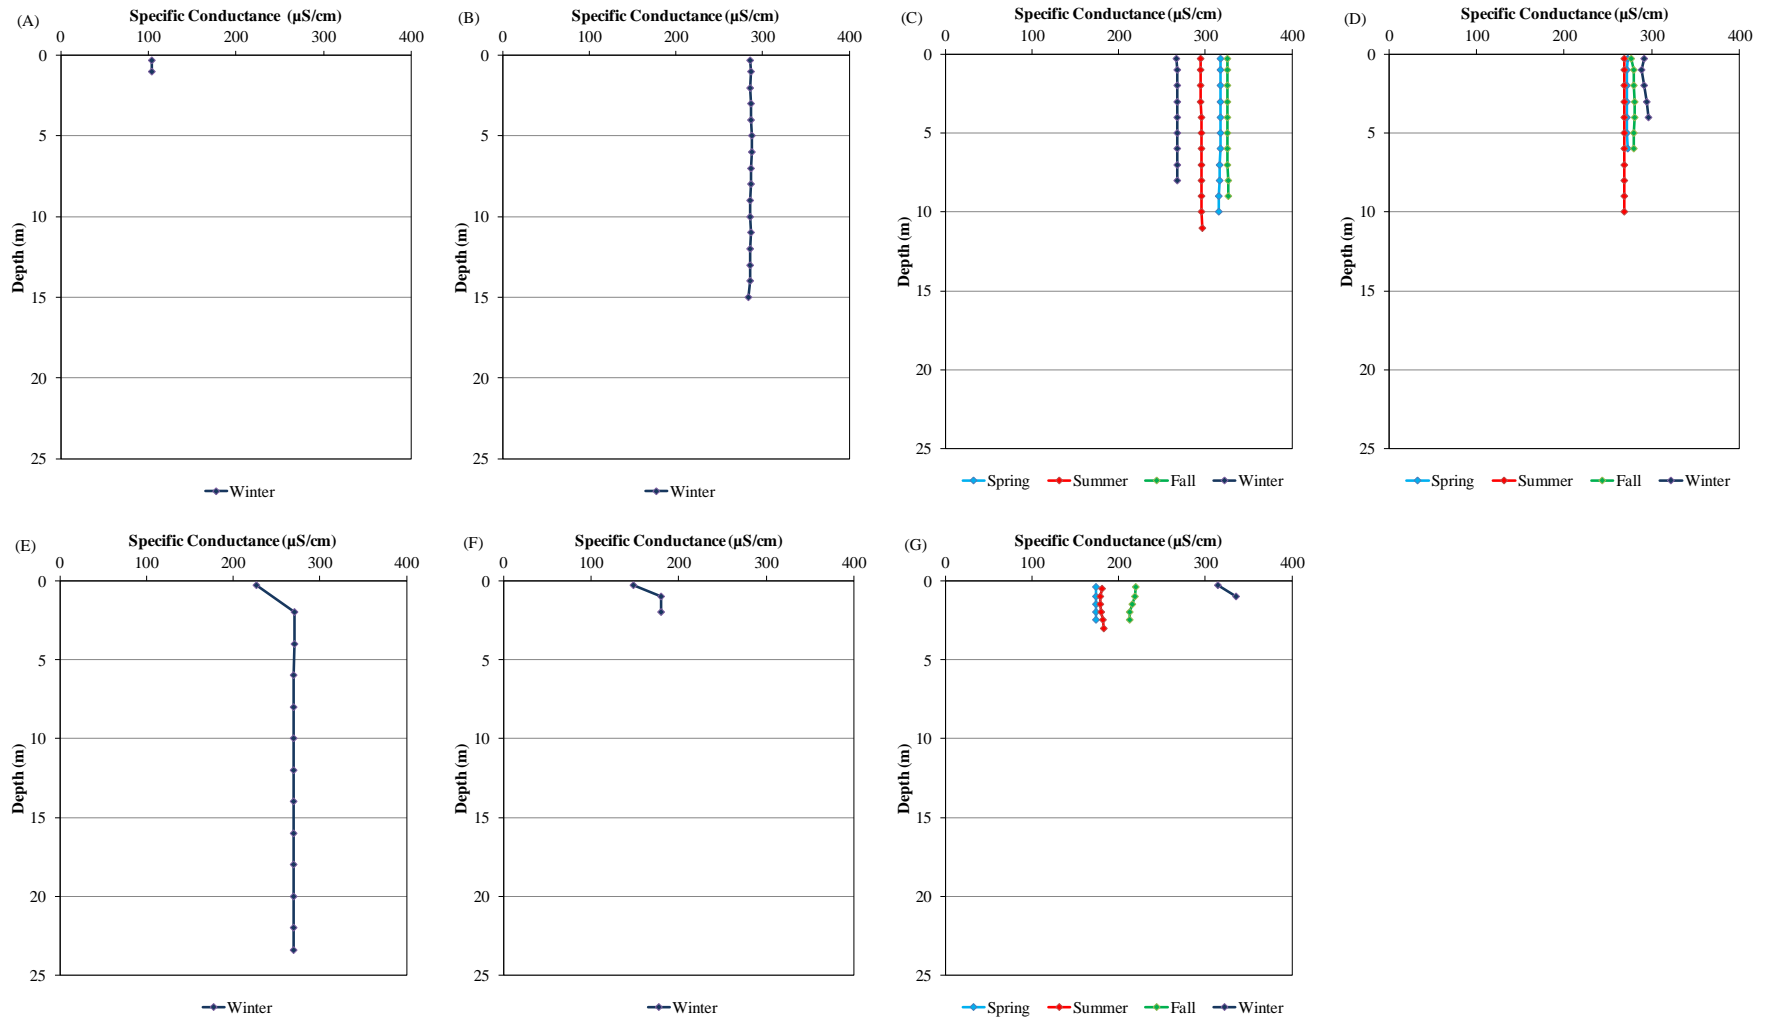 (A) Specific Conductance (µS/cm)
0 100 200 300 400
0
5
10
15
20
25
Depth (m)
Winter
(B) Specific Conductance (µS/cm)
0 100 200 300 400
0
5
10
15
20
25
Depth (m)
Winter
(C) Specific Conductance (µS/cm)
0 100 200 300 400
0
5
10
15
20
25
Depth (m)
Spring Summer Fall Winter
(D) Specific Conductance (µS/cm)
0 100 200 300 400
0
5
10
15
20
25
Depth (m)
Spring Summer Fall Winter
(E) Specific Conductance (µS/cm)
0 100 200 300 400
0
5
10
15
20
25
Depth (m)
Winter
(F) Specific Conductance (µS/cm)
0 100 200 300 400
0
5
10
15
20
25
Depth (m)
Winter
(G) Specific Conductance (µS/cm)
0 100 200 300 400
0
5
10
15
20
25
Depth (m)
Spring Summer Fall Winter